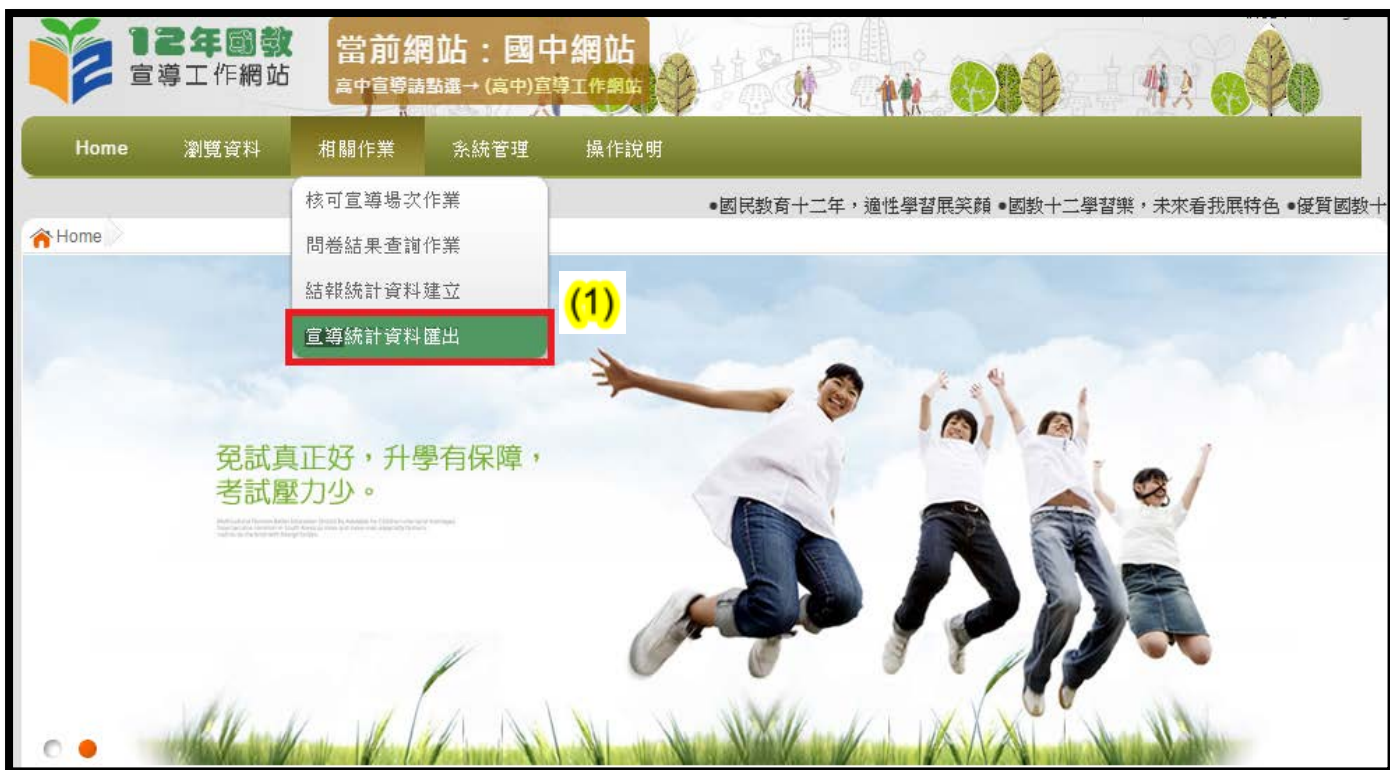 12年國教
宣導工作網站
當前網站：國中網站
高中宣導請點選→(高中)宣導工作網站
Home 瀏覽資料 相關作業 系統管理 操作說明
核可宣導場次作業
問卷結果查詢作業
結報統計資料建立
宣導統計資料匯出
(1)
●國民教育十二年，適性學習展笑顏 ●國教十二學習樂，未來看我展特色 ●優質國教十
Home
免試真正好，升學有保障，
考試壓力少。